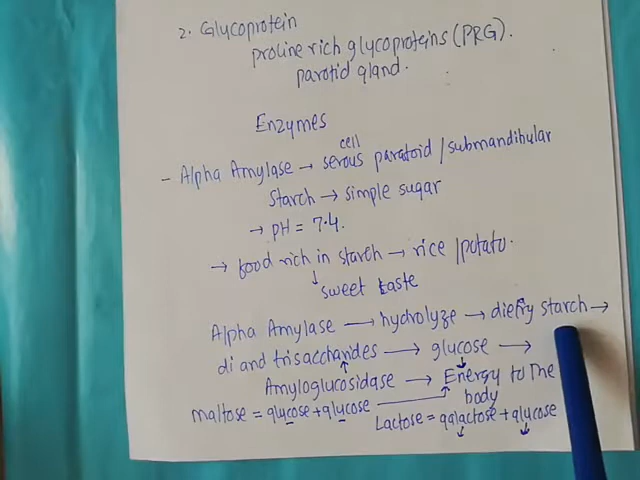 2. Glycoprotein
proline rich glycoproteins (PRG).
parotid gland.
Enzymes
cell
- Alpha Amylase → serous paratoid / submandibular
Starch → simple sugar
→ pH = 7.4.
→ food rich in starch → rice / potato.
↓ sweet taste
Alpha Amylase → hydrolyze → dietry starch →
di and trisaccharides → glucose →
Amyloglucosidase → Energy to the
body
maltose = glucose + glucose →
Lactose = galactose + glucose